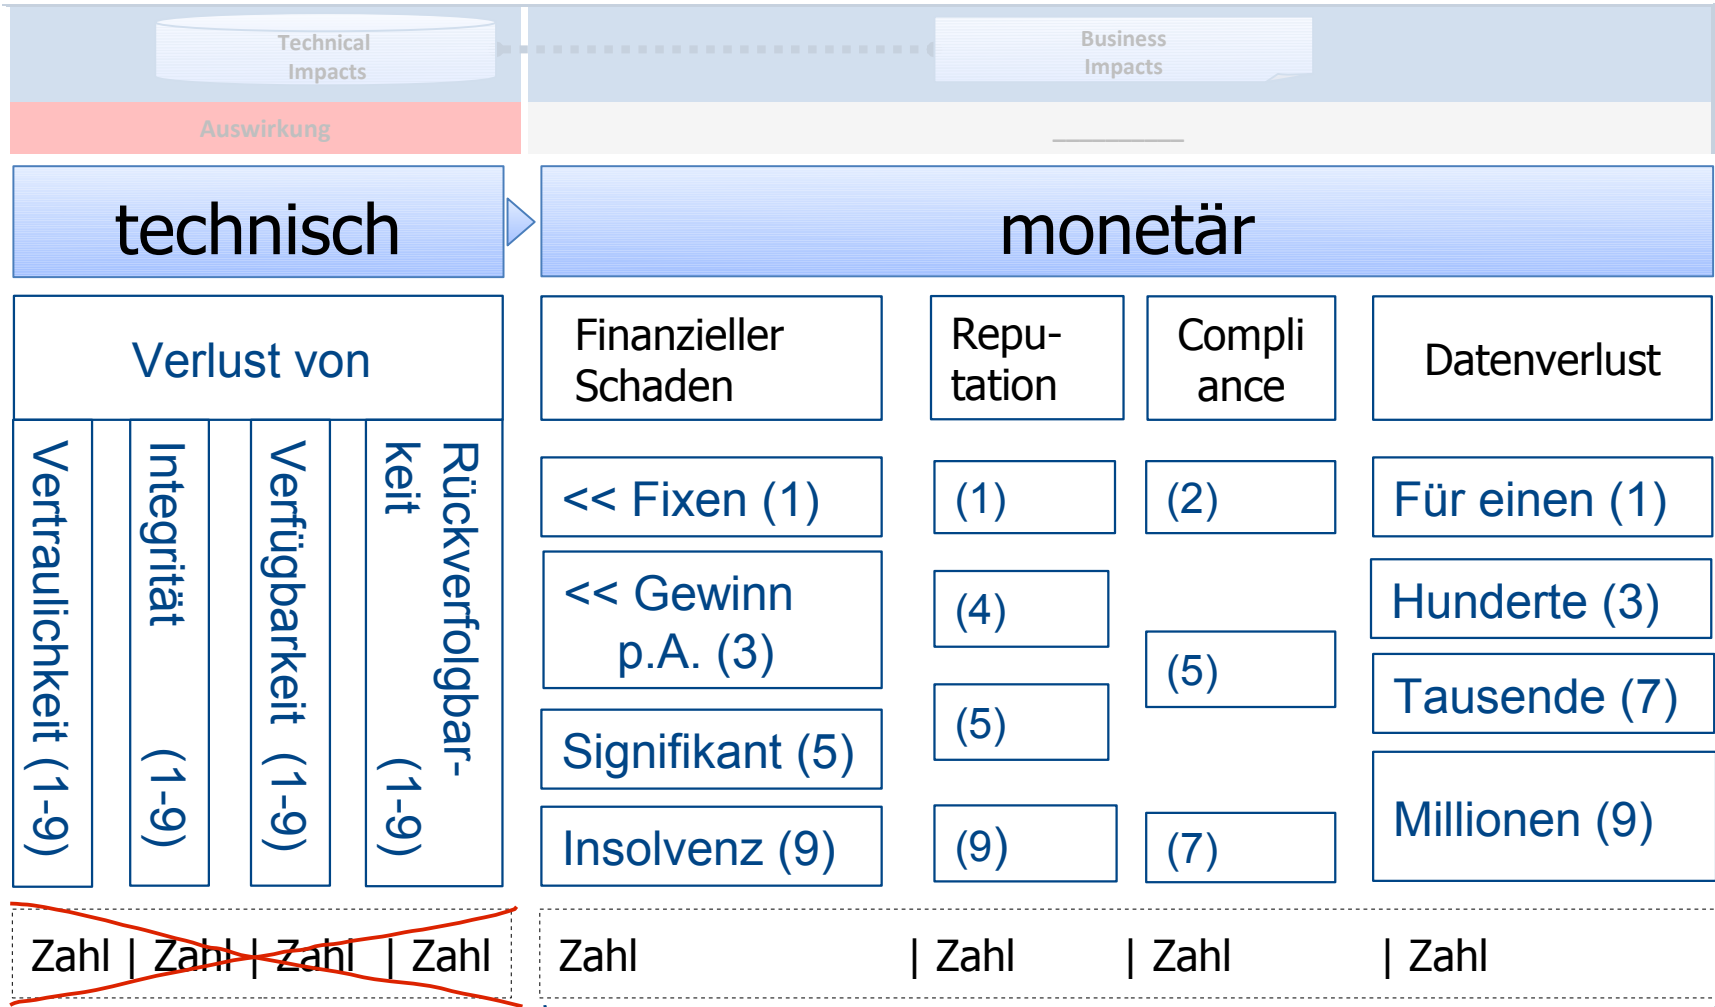 Technical
Impacts
Business
Impacts
Auswirkung
technisch
monetär
Verlust von
Vertraulichkeit (1-9)
Integrität (1-9)
Verfügbarkeit (1-9)
Rückverfolgbar-
keit (1-9)
Finanzieller
Schaden
<< Fixen (1)
<< Gewinn
p.A. (3)
Signifikant (5)
Insolvenz (9)
Repu-
tation
(1)
(4)
(5)
(9)
Compli
ance
(2)
(5)
(7)
Datenverlust
Für einen (1)
Hunderte (3)
Tausende (7)
Millionen (9)
Zahl | Zahl | Zahl | Zahl
Zahl | Zahl | Zahl | Zahl